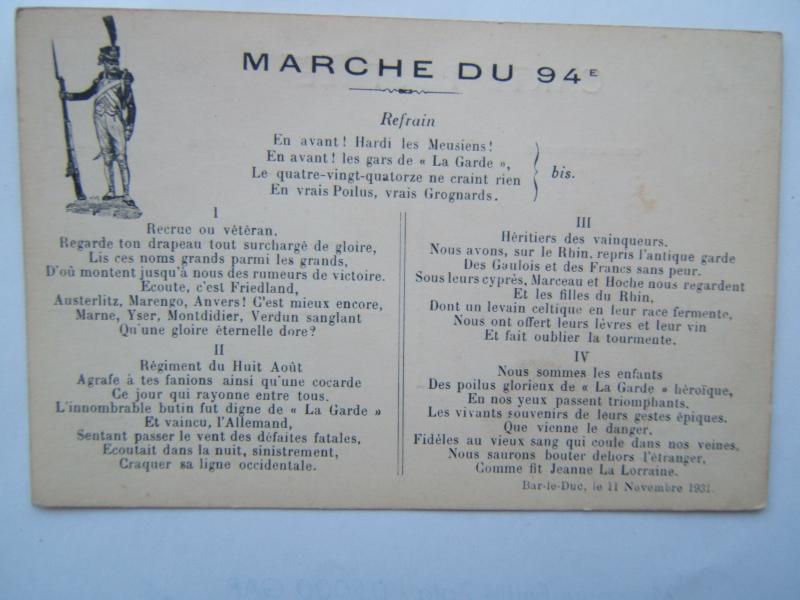 MARCHE DU 94E
Refrain
En avant ! Hardi les Meusiens !
En avant ! les gars de « La Garde »,
Le quatre-vingt-quatorze ne craint rien
En vrais Poilus, vrais Grognards.
bis.
I
Recrue ou vétéran,
Regarde ton drapeau tout surchargé de gloire,
Lis ces noms grands parmi les grands,
D'où montent jusqu'à nous des rumeurs de victoire.
Ecoute, c'est Friedland,
Austerlitz, Marengo, Anvers ! C'est mieux encore,
Marne, Yser, Montdidier, Verdun sanglant
Qu'une gloire éternelle dore ?
II
Régiment du Huit Août
Agrafe à tes fanions ainsi qu'une cocarde
Ce jour qui rayonne entre tous.
L'innombrable butin fut digne de « La Garde »
Et vaincu, l'Allemand,
Sentant passer le vent des défaites fatales,
Ecoutait dans la nuit, sinistrement,
Craquer sa ligne occidentale.
III
Héritiers des vainqueurs.
Nous avons, sur le Rhin, repris l'antique garde
Des Gaulois et des Francs sans peur.
Sous leurs cyprès, Marceau et Hoche nous regardent
Et les filles du Rhin,
Dont un levain celtique en leur race fermente,
Nous ont offert leurs lèvres et leur vin
Et fait oublier la tourmente.
IV
Nous sommes les enfants
Des poilus glorieux de « La Garde » héroïque,
En nos yeux passent triomphants.
Les vivants souvenirs de leurs gestes épiques.
Que vienne le danger.
Fidèles au vieux sang qui coule dans nos veines,
Nous saurons bouter dehors l'étranger,
Comme fit Jeanne La Lorraine.
Bar-le-Duc, le 11 Novembre 1931.